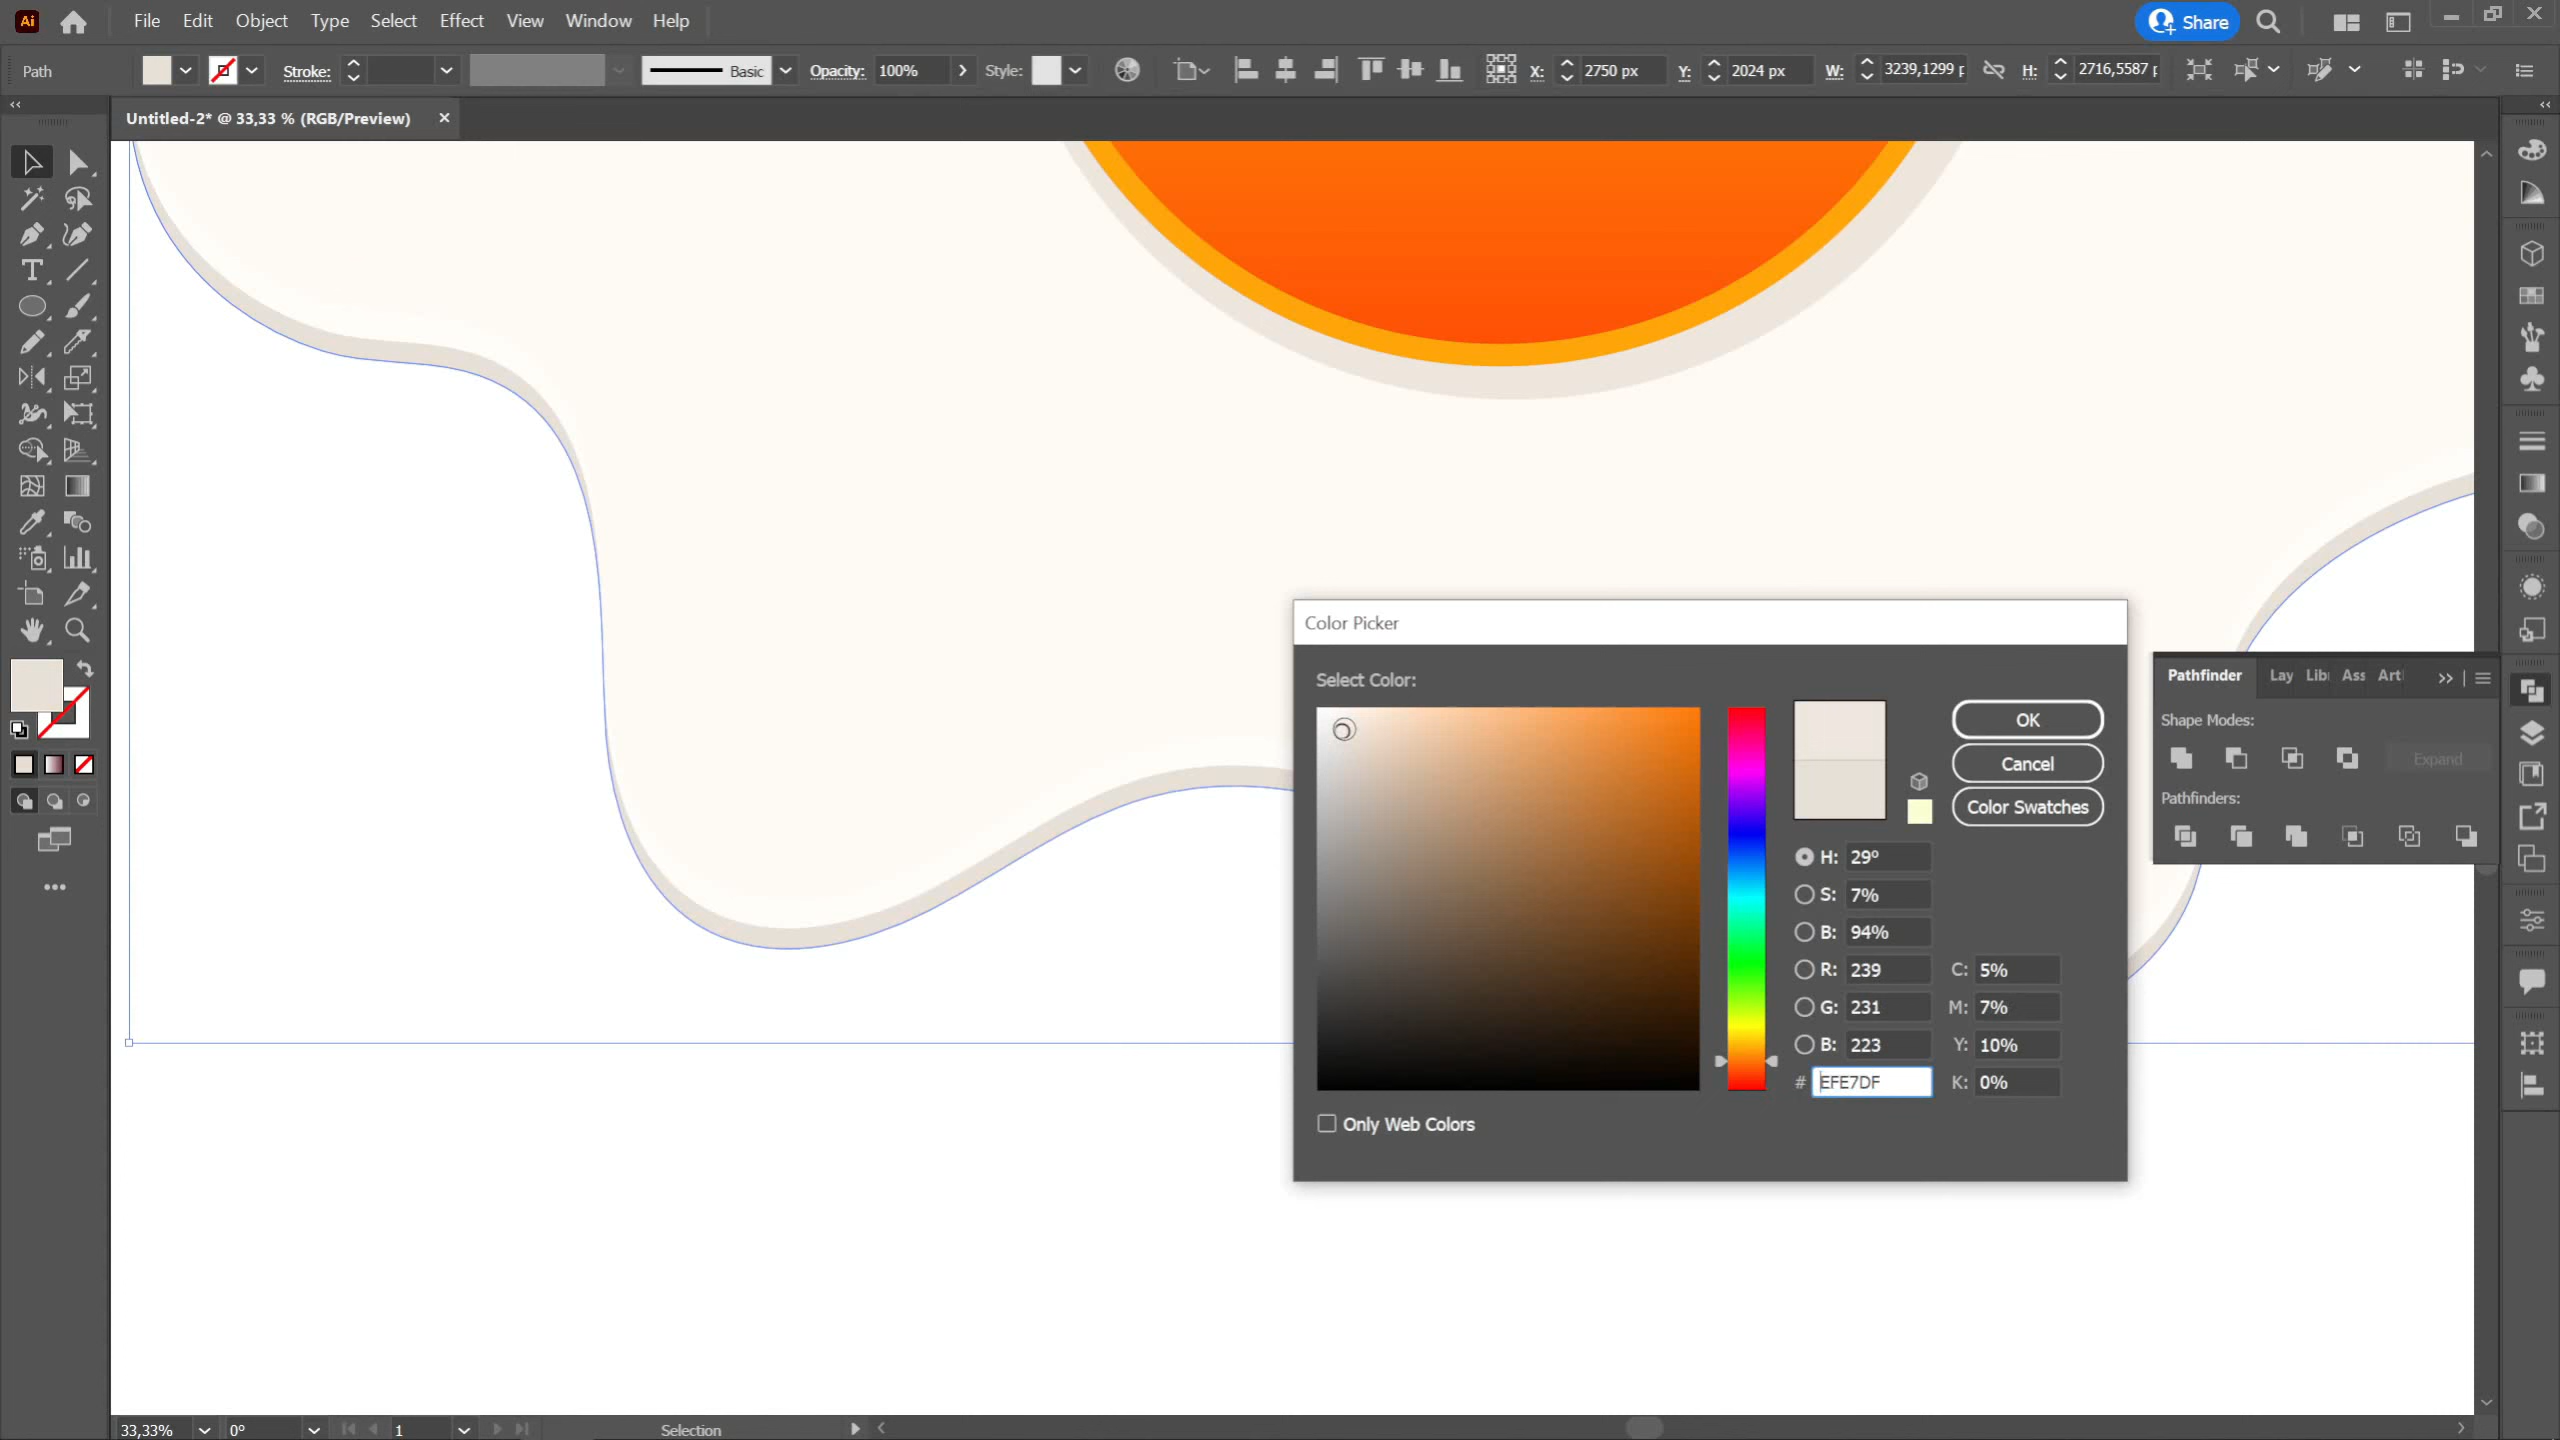 Ai File Edit Object Type Select Effect View Window Help Share
Path Stroke: Basic Opacity: 100% Style: X: 2750 px Y: 2024 px W: 3239,1299 p H: 2716,5587 p
Untitled-2* @ 33,33 % (RGB/Preview) ×
Color Picker
Select Color:
OK
Cancel
Color Swatches
H: 29°
S: 7%
B: 94%
R: 239 C: 5%
G: 231 M: 7%
B: 223 Y: 10%
# EFE7DF K: 0%
Only Web Colors
Pathfinder Lay Lib Ass Art
Shape Modes:
Expand
Pathfinders:
33,33% 0° 1 Selection